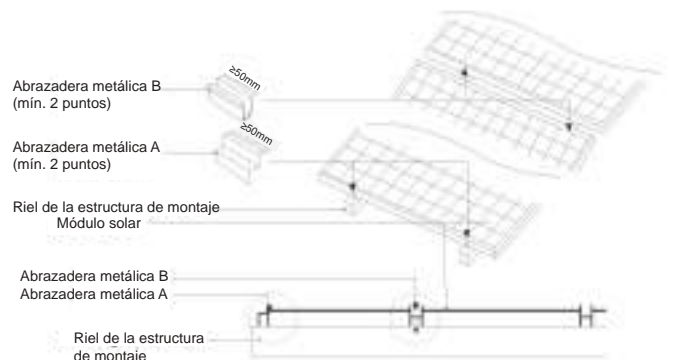 ≥50mm
Abrazadera metálica B
(mín. 2 puntos)
≥50mm
Abrazadera metálica A
(mín. 2 puntos)
Riel de la estructura de montaje
Módulo solar
Abrazadera metálica B
Abrazadera metálica A
Riel de la estructura
de montaje